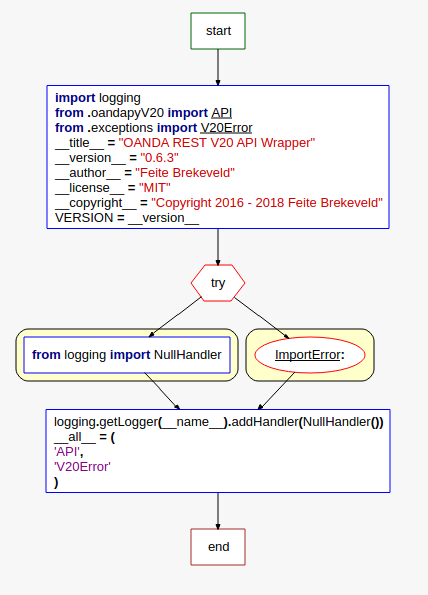 start
import logging
from .oandapyV20 import API
from .exceptions import V20Error
__title__ = "OANDA REST V20 API Wrapper"
__version__ = "0.6.3"
__author__ = "Feite Brekeveld"
__license__ = "MIT"
__copyright__ = "Copyright 2016 - 2018 Feite Brekeveld"
VERSION = __version__
try
from logging import NullHandler
ImportError:
logging.getLogger(__name__).addHandler(NullHandler())
__all__ = (
'API',
'V20Error'
)
end